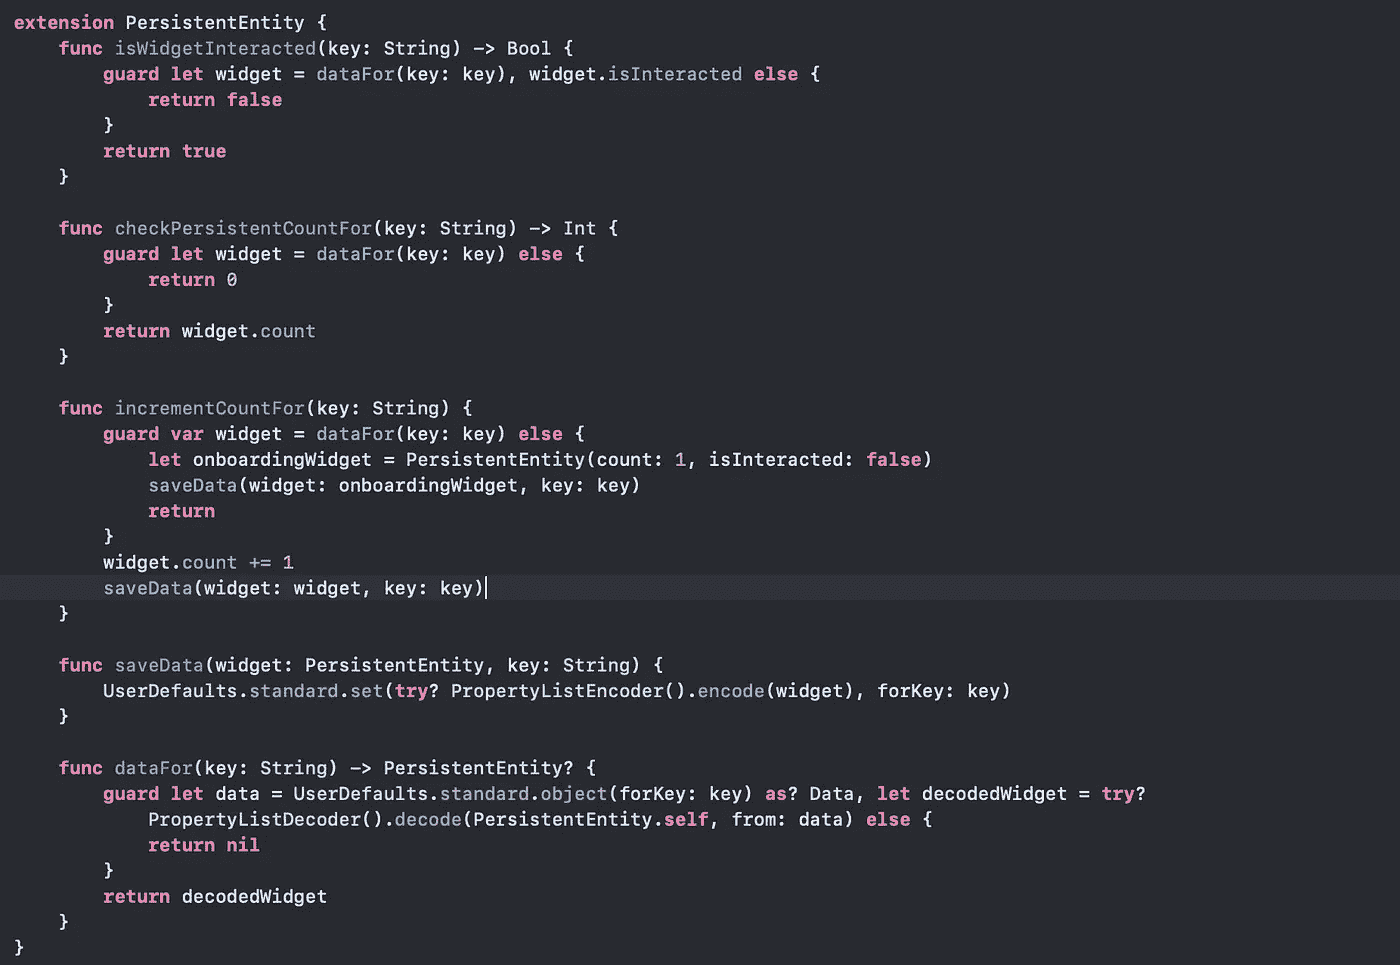 extension PersistentEntity {
    func isWidgetInteracted(key: String) -> Bool {
        guard let widget = dataFor(key: key), widget.isInteracted else {
            return false
        }
        return true
    }

    func checkPersistentCountFor(key: String) -> Int {
        guard let widget = dataFor(key: key) else {
            return 0
        }
        return widget.count
    }

    func incrementCountFor(key: String) {
        guard var widget = dataFor(key: key) else {
            let onboardingWidget = PersistentEntity(count: 1, isInteracted: false)
            saveData(widget: onboardingWidget, key: key)
            return
        }
        widget.count += 1
        saveData(widget: widget, key: key)
    }

    func saveData(widget: PersistentEntity, key: String) {
        UserDefaults.standard.set(try? PropertyListEncoder().encode(widget), forKey: key)
    }

    func dataFor(key: String) -> PersistentEntity? {
        guard let data = UserDefaults.standard.object(forKey: key) as? Data, let decodedWidget = try?
            PropertyListDecoder().decode(PersistentEntity.self, from: data) else {
            return nil
        }
        return decodedWidget
    }
}